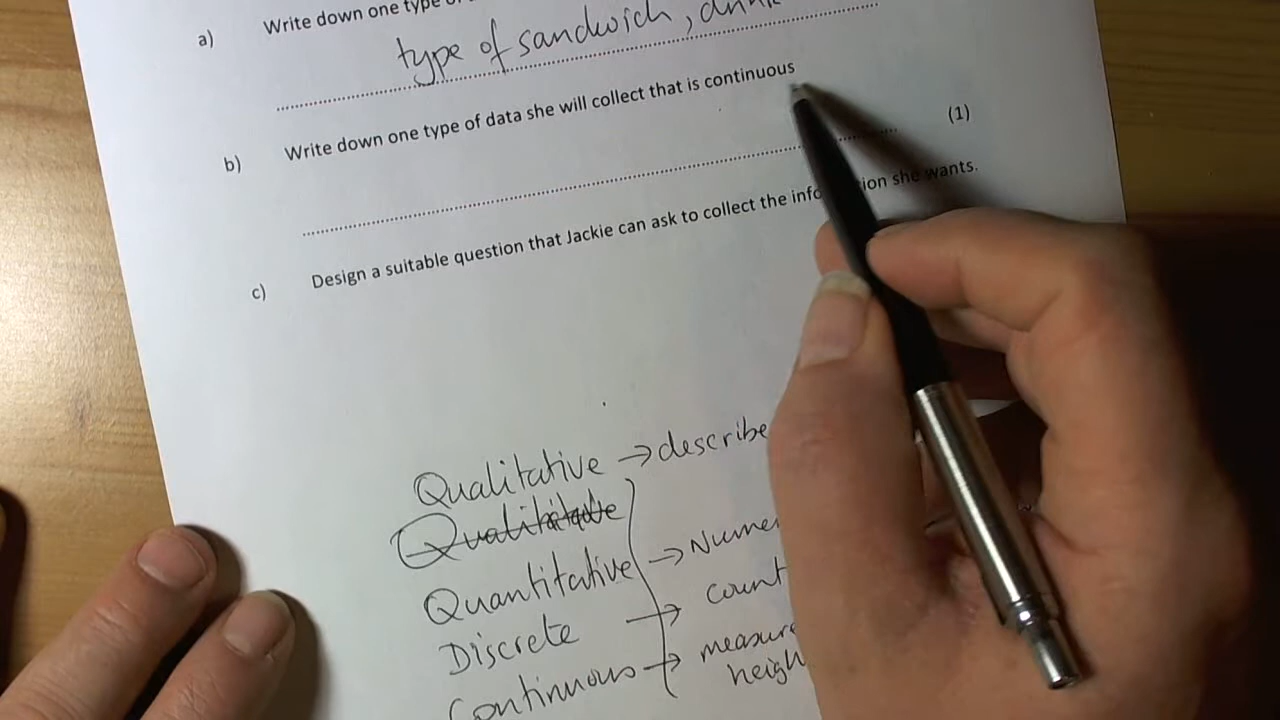 a) Write down one type
type of sandwich, drink
b) Write down one type of data she will collect that is continuous
(1)
c) Design a suitable question that Jackie can ask to collect the information she wants.
Qualitative → describe
Quantitative → Numer
Discrete → count
Continuous → measure
heigh